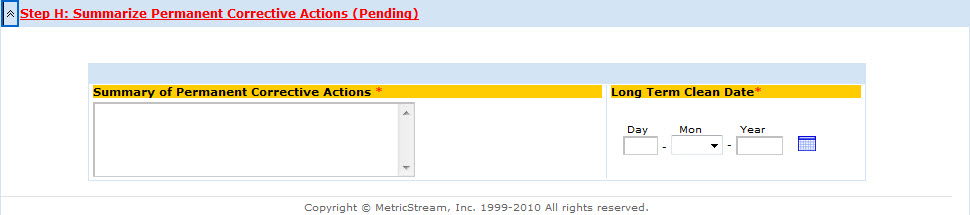 Step H: Summarize Permanent Corrective Actions (Pending)
Summary of Permanent Corrective Actions *
Long Term Clean Date*
Day Mon Year
- -
Copyright © MetricStream, Inc. 1999-2010 All rights reserved.